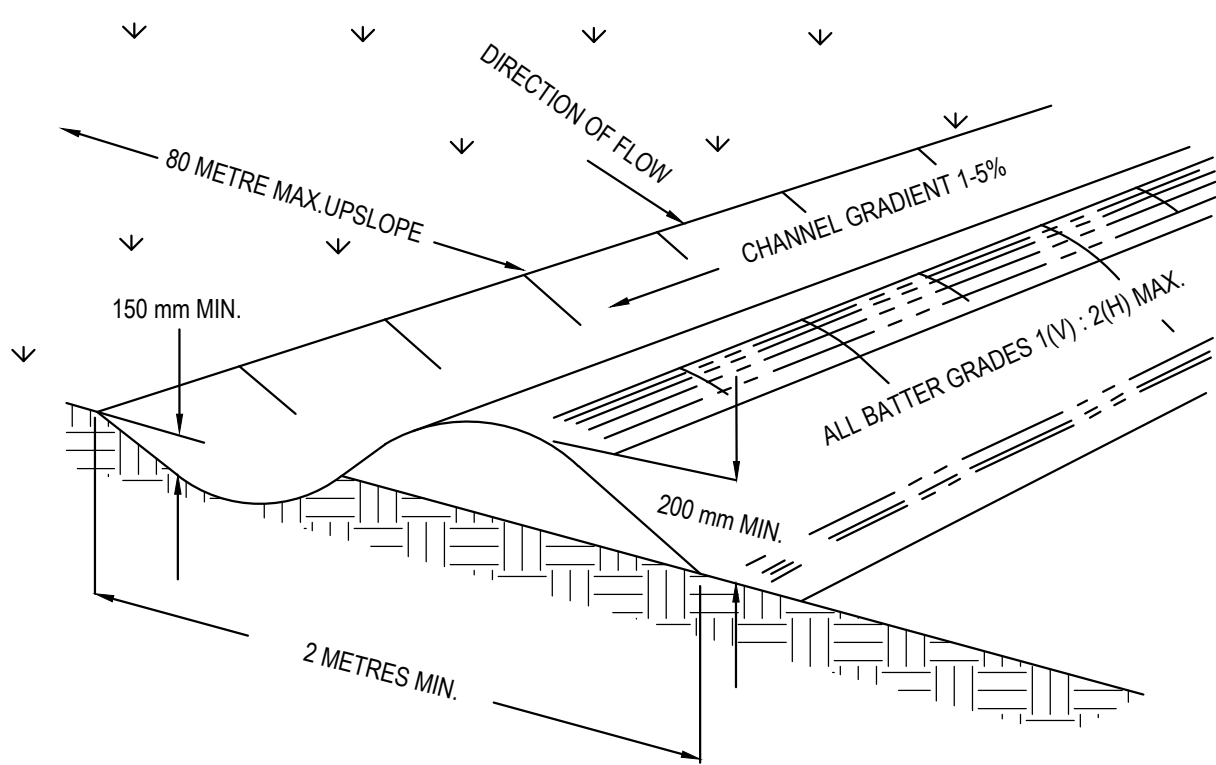 DIRECTION OF FLOW
80 METRE MAX.UPSLOPE
CHANNEL GRADIENT 1-5%
150 mm MIN.
ALL BATTER GRADES 1(V) : 2(H) MAX.
200 mm MIN.
2 METRES MIN.